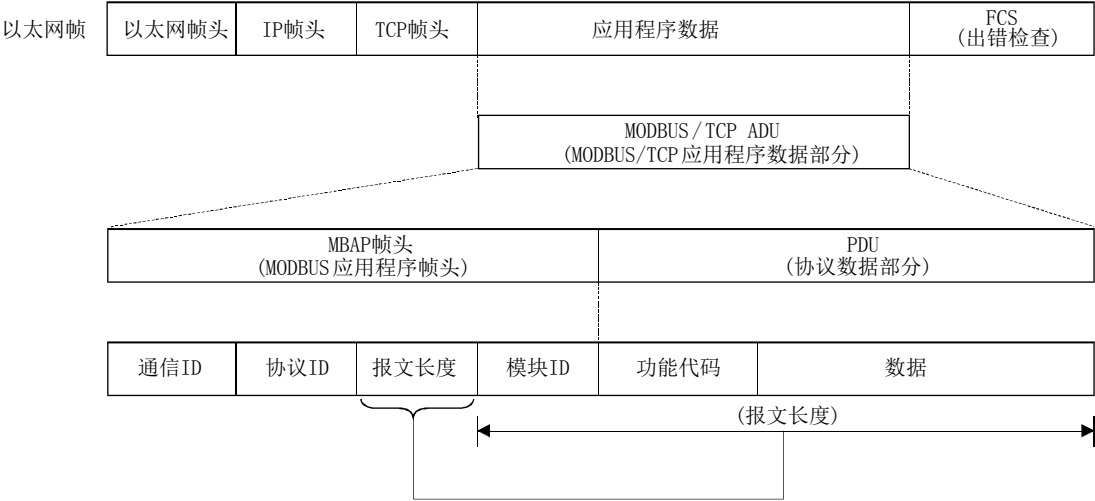 以太网帧
以太网帧头
IP帧头
TCP帧头
应用程序数据
FCS
(出错检查)
MODBUS/TCP ADU
(MODBUS/TCP应用程序数据部分)
MBAP帧头
(MODBUS应用程序帧头)
PDU
(协议数据部分)
通信ID
协议ID
报文长度
模块ID
功能代码
数据
(报文长度)